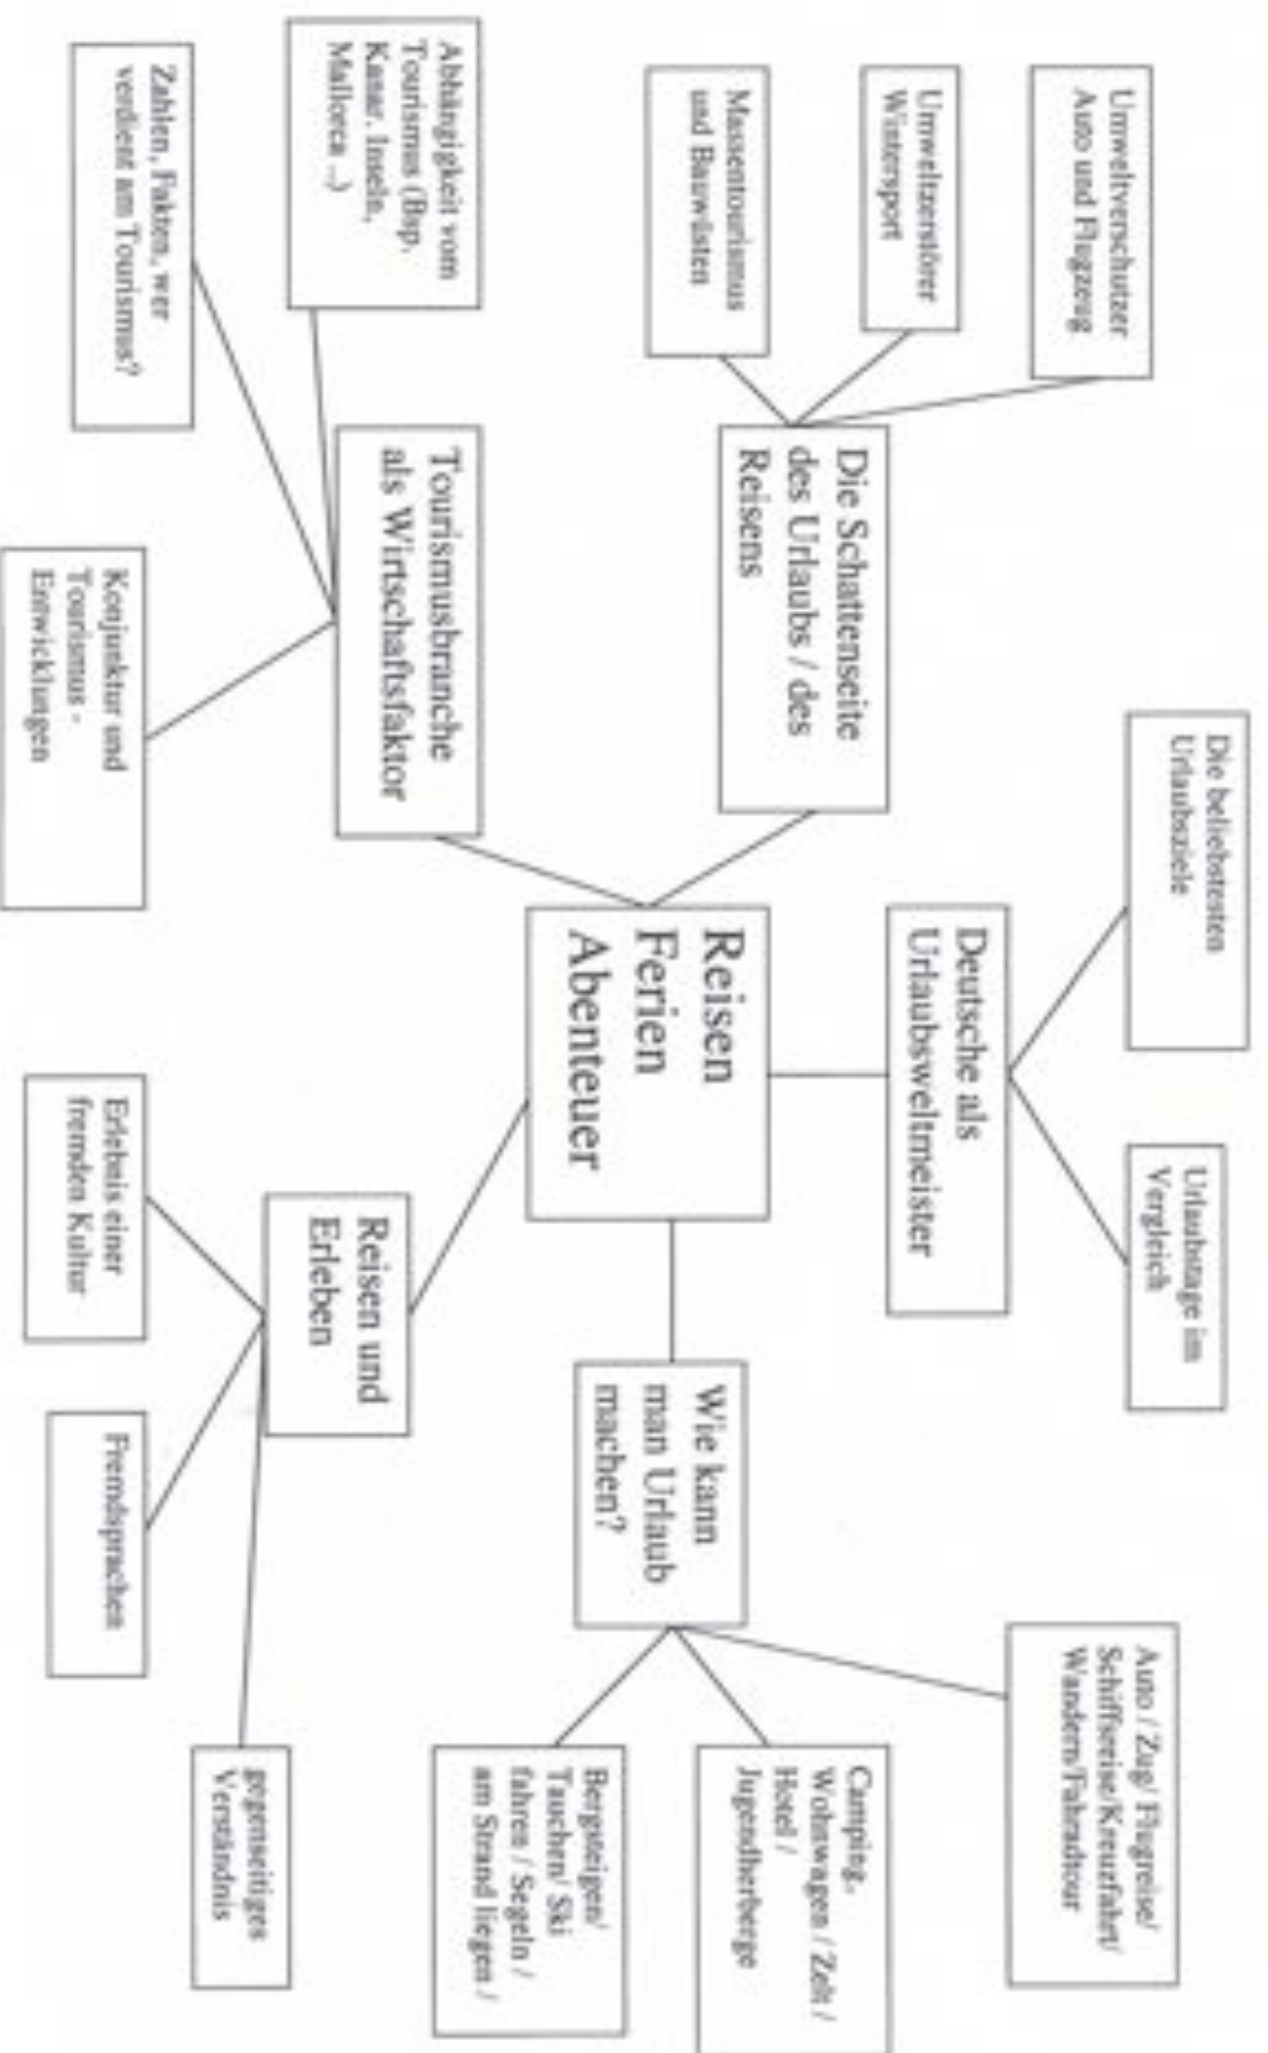 Die beliebtesten
Urlaubsziele
Urlaubstage im
Vergleich
Umweltverschutzer
Auto und Flugzeug
Auto / Zug/ Flugreise/
Schiffsreise/Kreuzfahrt/
Wandern/Fahradtour
Umweltzerstörer
Wintersport
Deutsche als
Urlaubsweltmeister
Massentourismus
und Bauwüsten
Die Schattenseite
des Urlaubs / des
Reisens
Camping,
Wohnwagen / Zelt /
Hotel /
Jugendherberge
Reisen
Ferien
Abenteuer
Wie kann
man Urlaub
machen?
Bergsteigen/
Tauchen/ Ski
fahren / Segeln /
am Strand liegen /
Abhängigkeit vom
Tourismus (Bsp.
Kanar. Inseln,
Mallorca ...)
Tourismusbranche
als Wirtschaftsfaktor
Reisen und
Erleben
gegenseitiges
Verständnis
Zahlen, Fakten, wer
verdient am Tourismus?
Konjunktur und
Tourismus -
Entwicklungen
Erlebnis einer
fremden Kultur
Fremdsprachen